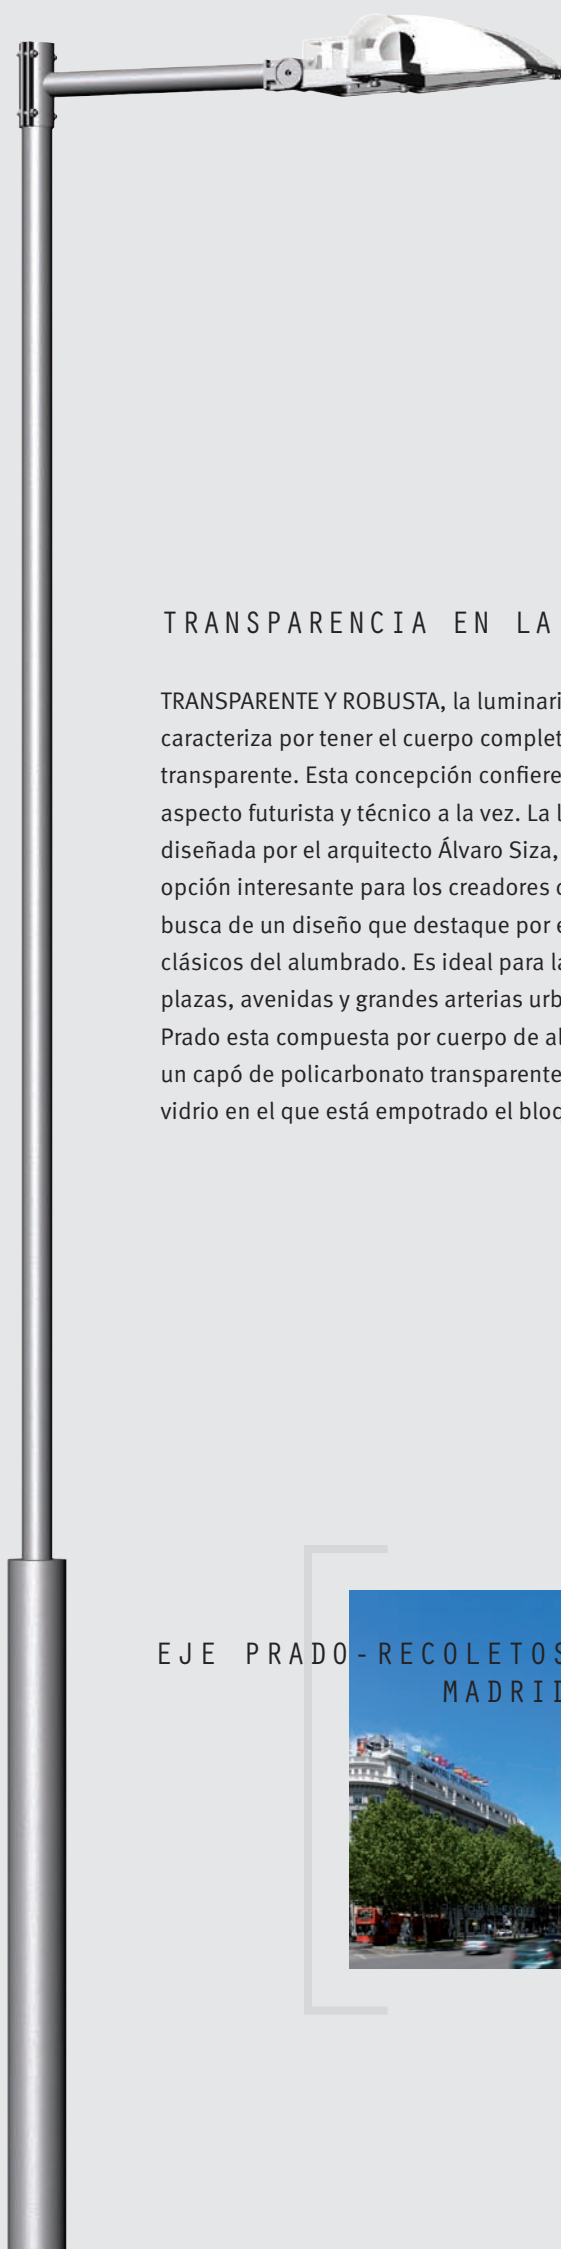 TRANSPARENCIA EN LA
TRANSPARENTE Y ROBUSTA, la luminari
caracteriza por tener el cuerpo complet
transparente. Esta concepción confiere
aspecto futurista y técnico a la vez. La l
diseñada por el arquitecto Álvaro Siza,
opción interesante para los creadores
busca de un diseño que destaque por e
clásicos del alumbrado. Es ideal para la
plazas, avenidas y grandes arterias urb
Prado esta compuesta por cuerpo de al
un capó de policarbonato transparente
vidrio en el que está empotrado el bloc
EJE PRADO-RECOLETOS
MADRID